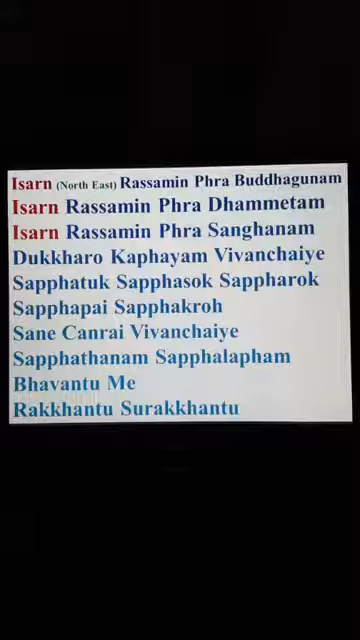 Isarn (North East) Rassamin Phra Buddhagunam
Isarn Rassamin Phra Dhammetam
Isarn Rassamin Phra Sanghanam
Dukkharo Kaphayam Vivanchaiye
Sapphatuk Sapphasok Sappharok
Sapphapai Sapphakroh
Sane Canrai Vivanchaiye
Sapphathanam Sapphalapham
Bhavantu Me
Rakkhantu Surakkhantu